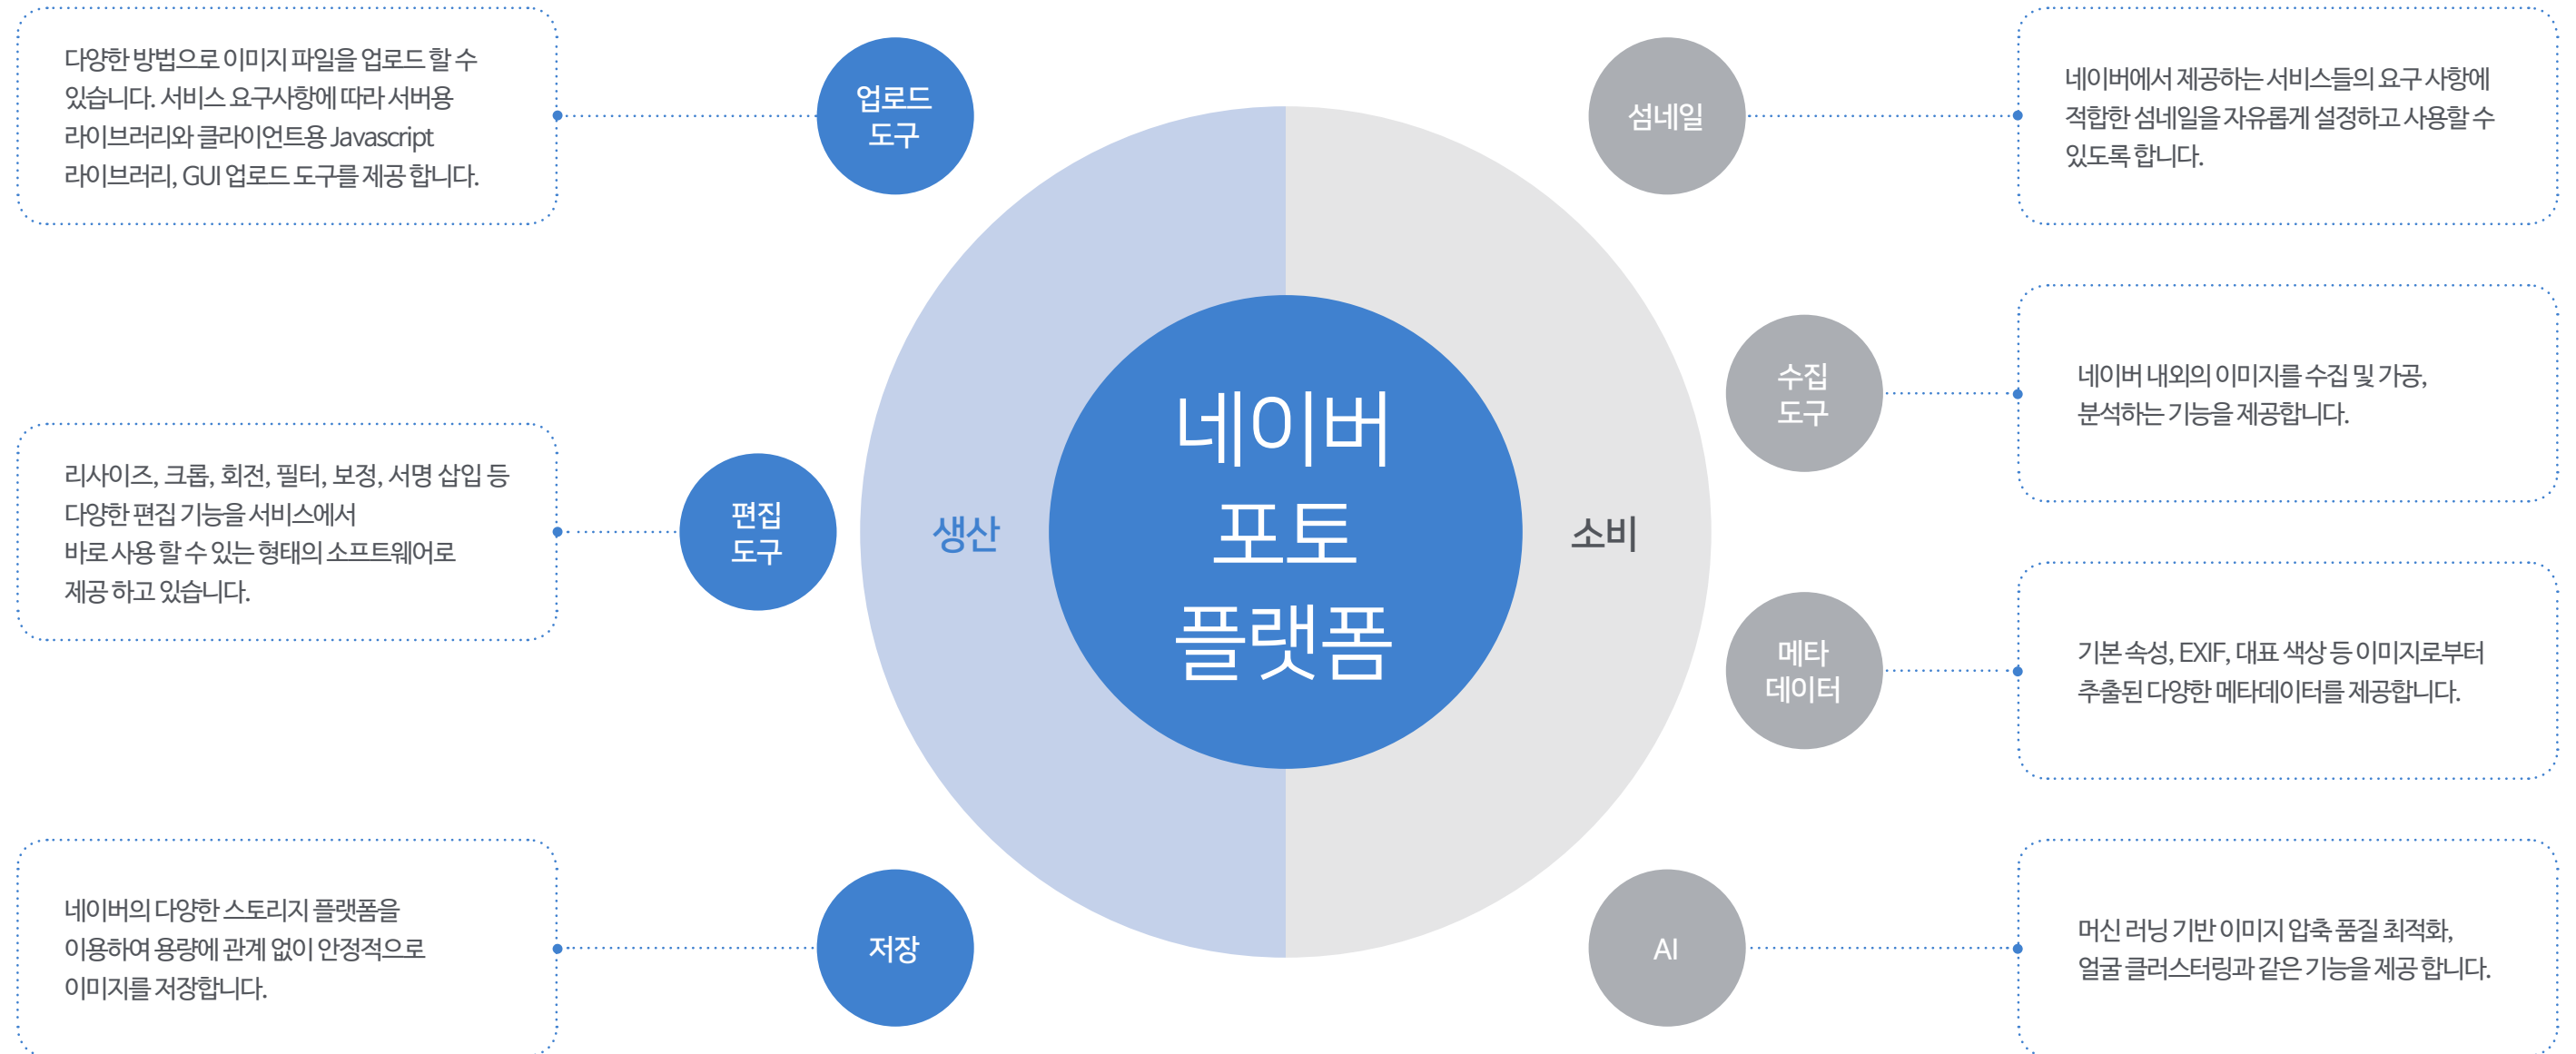 다양한 방법으로 이미지 파일을 업로드 할 수
있습니다. 서비스 요구사항에 따라 서버용
라이브러리와 클라이언트용 Javascript
라이브러리, GUI 업로드 도구를 제공 합니다.
업로드
도구
리사이즈, 크롭, 회전, 필터, 보정, 서명 삽입 등
다양한 편집 기능을 서비스에서
바로 사용 할 수 있는 형태의 소프트웨어로
제공 하고 있습니다.
편집
도구
네이버의 다양한 스토리지 플랫폼을
이용하여 용량에 관계 없이 안정적으로
이미지를 저장합니다.
저장
생산
네이버
포토
플랫폼
소비
섬네일
네이버에서 제공하는 서비스들의 요구 사항에
적합한 섬네일을 자유롭게 설정하고 사용할 수
있도록 합니다.
수집
도구
네이버 내외의 이미지를 수집 및 가공,
분석하는 기능을 제공합니다.
메타
데이터
기본 속성, EXIF, 대표 색상 등 이미지로부터
추출된 다양한 메타데이터를 제공합니다.
AI
머신 러닝 기반 이미지 압축 품질 최적화,
얼굴 클러스터링과 같은 기능을 제공 합니다.